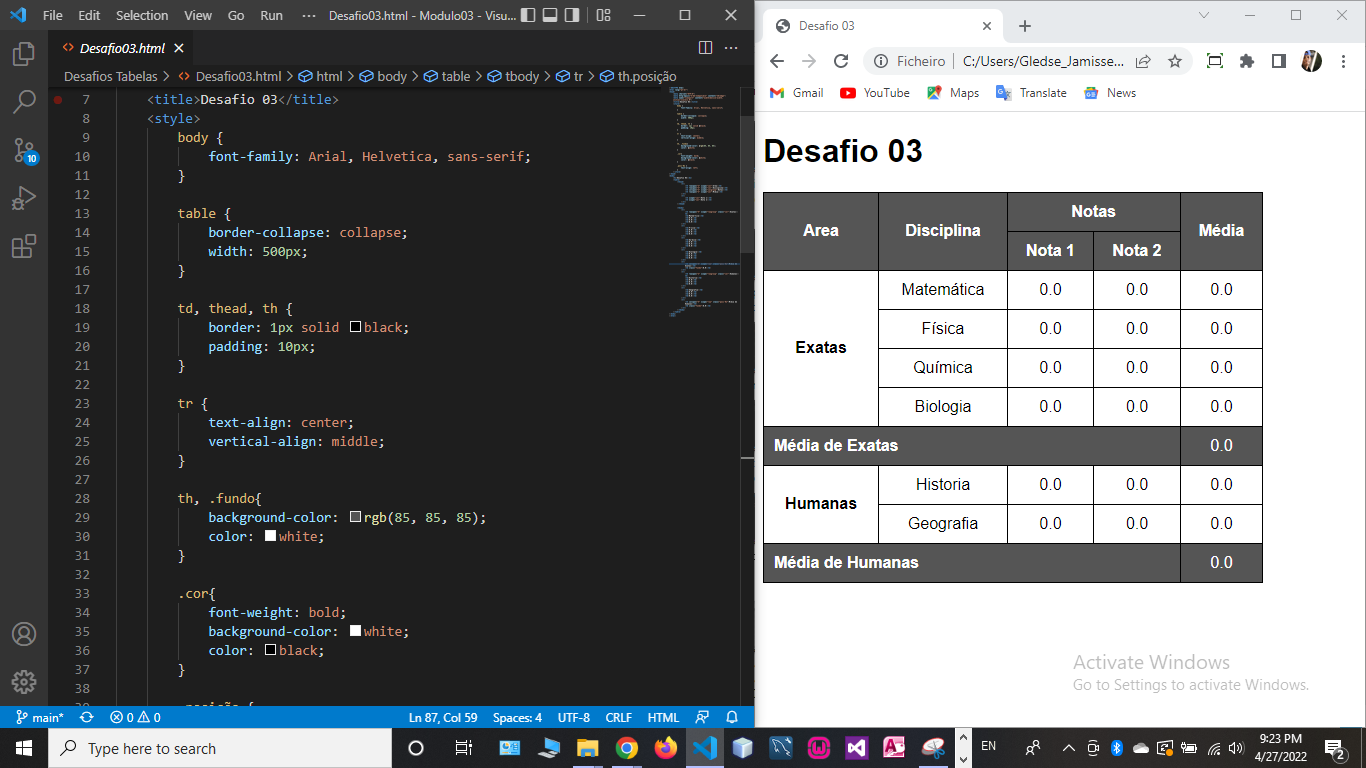 File Edit Selection View Go Run ··· Desafio03.html - Modulo03 - Visu...
Desafio03.html
Desafios Tabelas > Desafio03.html > html > body > table > tbody > tr > th.posição
7 <title>Desafio 03</title>
8 <style>
9 body {
10 font-family: Arial, Helvetica, sans-serif;
11 }
12
13 table {
14 border-collapse: collapse;
15 width: 500px;
16 }
17
18 td, thead, th {
19 border: 1px solid black;
20 padding: 10px;
21 }
22
23 tr {
24 text-align: center;
25 vertical-align: middle;
26 }
27
28 th, .fundo{
29 background-color: rgb(85, 85, 85);
30 color: white;
31 }
32
33 .cor{
34 font-weight: bold;
35 background-color: white;
36 color: black;
37 }
38
10
main* 0 0 Ln 87, Col 59 Spaces: 4 UTF-8 CRLF HTML
Desafio 03
Ficheiro C:/Users/Gledse_Jamisse...
Gmail YouTube Maps Translate News
Desafio 03
Area Disciplina Notas Média
Nota 1 Nota 2
Exatas Matemática 0.0 0.0 0.0
Física 0.0 0.0 0.0
Química 0.0 0.0 0.0
Biologia 0.0 0.0 0.0
Média de Exatas 0.0
Humanas Historia 0.0 0.0 0.0
Geografia 0.0 0.0 0.0
Média de Humanas 0.0
Activate Windows
Go to Settings to activate Windows.
Type here to search
EN
9:23 PM
4/27/2022
2